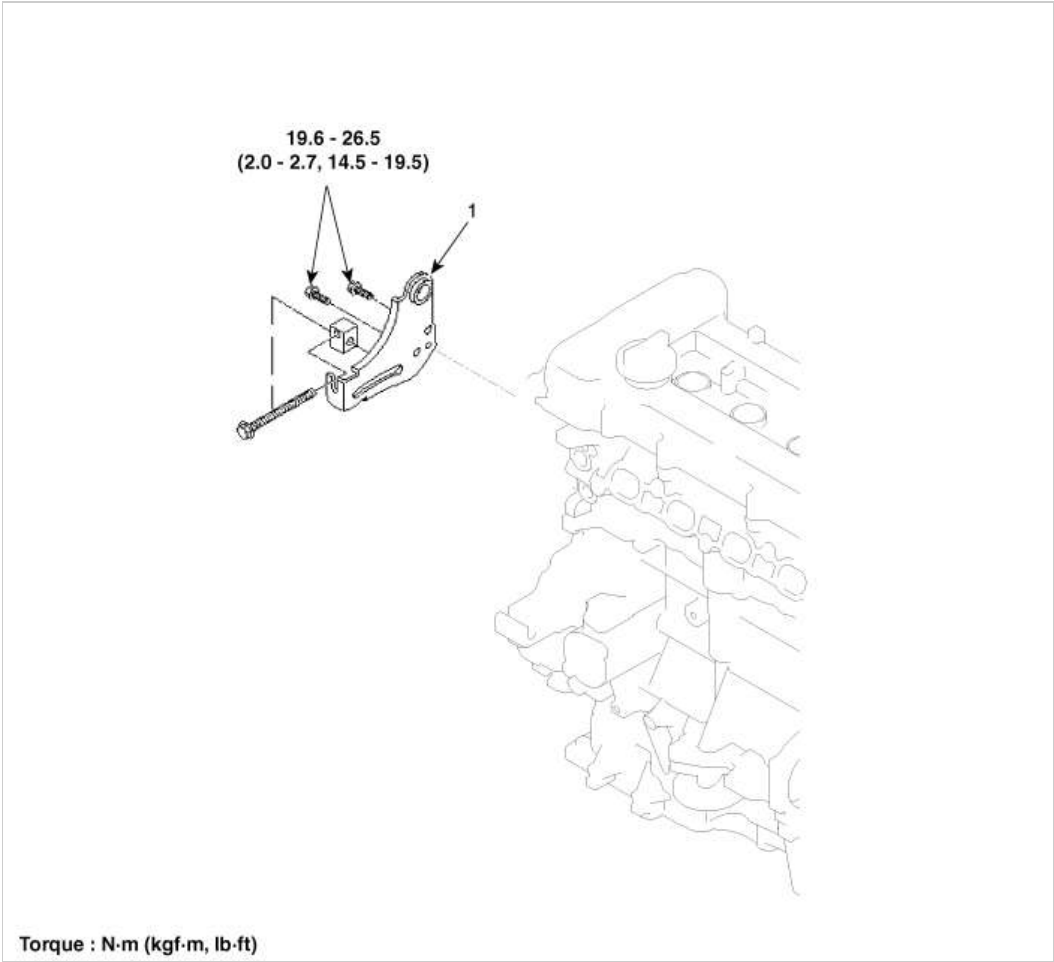 19.6 - 26.5
(2.0 - 2.7, 14.5 - 19.5)
1
Torque : N·m (kgf·m, lb·ft)